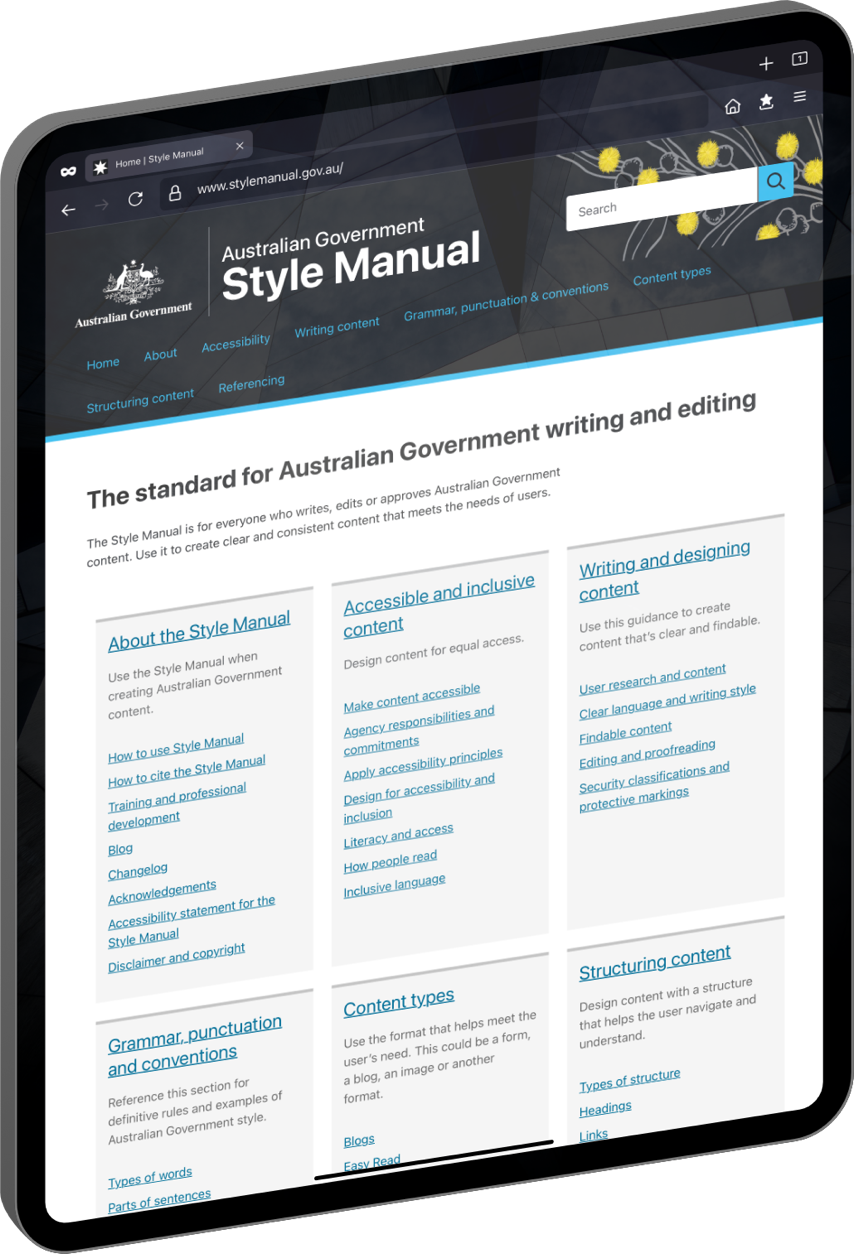 1
Home | Style Manual
www.stylemanual.gov.au/
Search
Australian Government
Australian Government
Style Manual
Home
About
Accessibility
Writing content
Grammar, punctuation & conventions
Content types
Structuring content
Referencing
The standard for Australian Government writing and editing
The Style Manual is for everyone who writes, edits or approves Australian Government
content. Use it to create clear and consistent content that meets the needs of users.
About the Style Manual
Use the Style Manual when
creating Australian Government
content.
How to use Style Manual
How to cite the Style Manual
Training and professional
development
Blog
Changelog
Acknowledgements
Accessibility statement for the
Style Manual
Disclaimer and copyright
Accessible and inclusive
content
Design content for equal access.
Make content accessible
Agency responsibilities and
commitments
Apply accessibility principles
Design for accessibility and
inclusion
Literacy and access
How people read
Inclusive language
Writing and designing
content
Use this guidance to create
content that's clear and findable.
User research and content
Clear language and writing style
Findable content
Editing and proofreading
Security classifications and
protective markings
Grammar, punctuation
and conventions
Reference this section for
definitive rules and examples of
Australian Government style.
Types of words
Parts of sentences
Content types
Use the format that helps meet the
user's need. This could be a form,
a blog, an image or another
format.
Blogs
Easy Read
Structuring content
Design content with a structure
that helps the user navigate and
understand.
Types of structure
Headings
Links